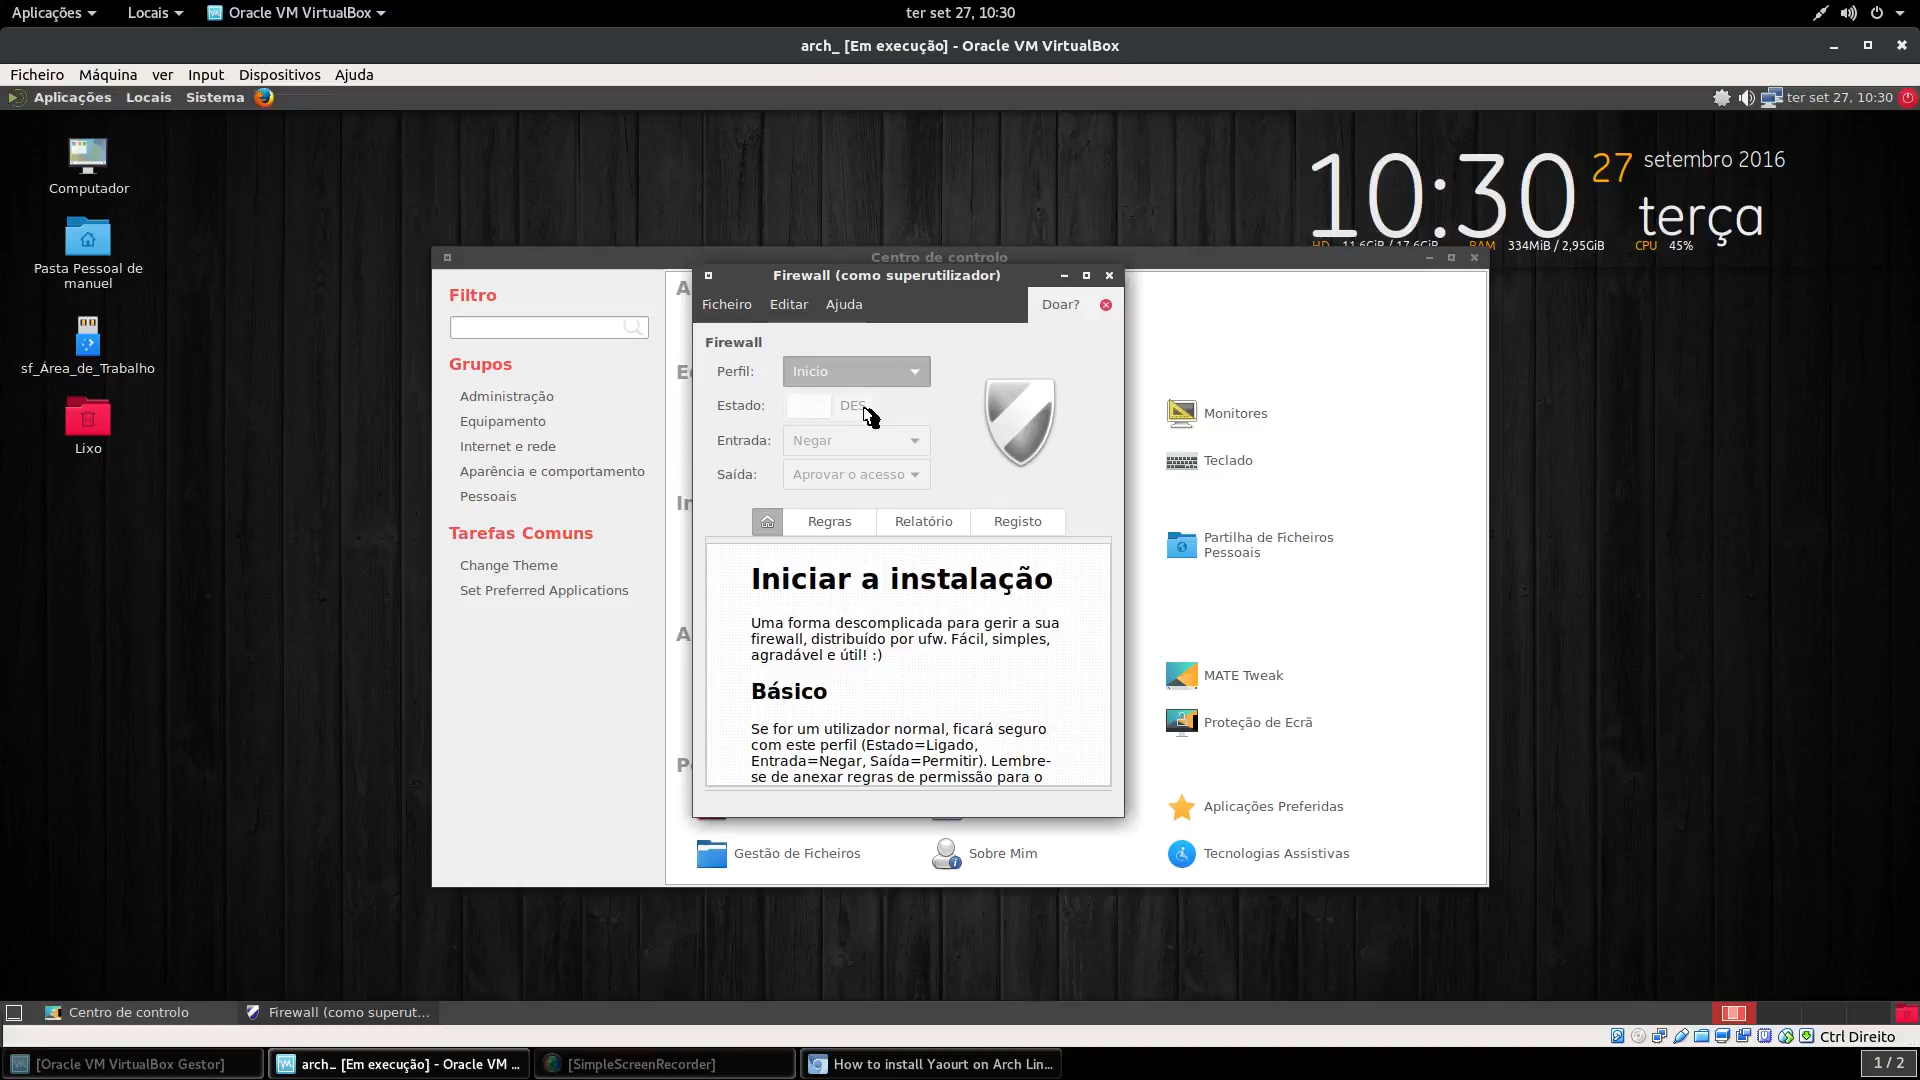 Aplicações Locais Oracle VM VirtualBox ter set 27, 10:30
arch_ [Em execução] - Oracle VM VirtualBox
Ficheiro Máquina ver Input Dispositivos Ajuda
Aplicações Locais Sistema ter set 27, 10:30
Computador
Pasta Pessoal de
manuel
sf_Área_de_Trabalho
Lixo
10:30 27 setembro 2016
terça
HD 11,6GiB / 17,6GiB RAM 334MiB / 2,95GiB CPU 45%
Centro de controlo
Filtro
Grupos
Administração
Equipamento
Internet e rede
Aparência e comportamento
Pessoais
Tarefas Comuns
Change Theme
Set Preferred Applications
Firewall (como superutilizador)
Ficheiro Editar Ajuda Doar?
Firewall
Perfil: Inicio
Estado: DES
Entrada: Negar
Saída: Aprovar o acesso
Regras Relatório Registo
Iniciar a instalação
Uma forma descomplicada para gerir a sua
firewall, distribuído por ufw. Fácil, simples,
agradável e útil! :)
Básico
Se for um utilizador normal, ficará seguro
com este perfil (Estado=Ligado,
Entrada=Negar, Saída=Permitir). Lembre-
se de anexar regras de permissão para o
Monitores
Teclado
Partilha de Ficheiros
Pessoais
MATE Tweak
Proteção de Ecrã
Aplicações Preferidas
Gestão de Ficheiros Sobre Mim Tecnologias Assistivas
Centro de controlo Firewall (como superut...
Ctrl Direito
[Oracle VM VirtualBox Gestor] arch_ [Em execução] - Oracle VM ... [SimpleScreenRecorder] How to install Yaourt on Arch Lin... 1 / 2